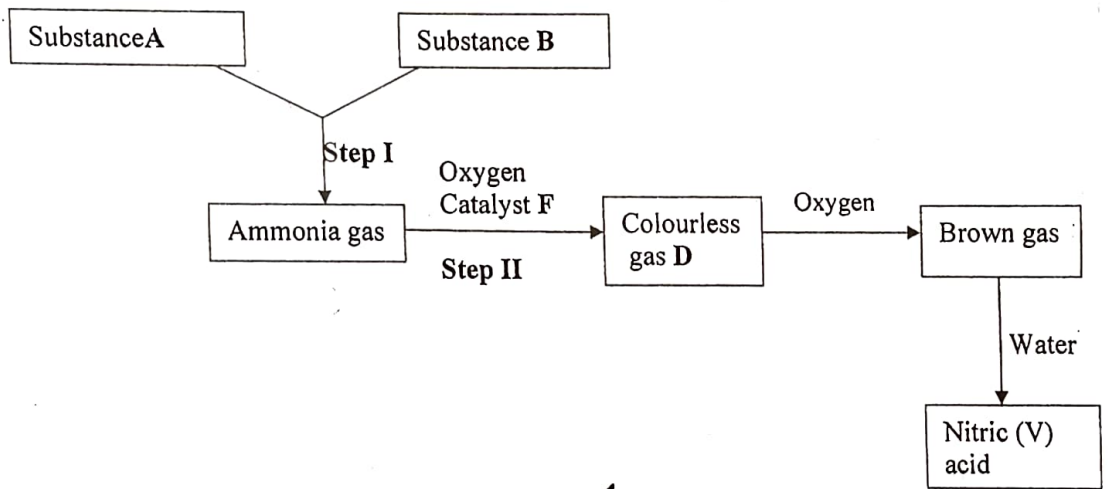 SubstanceA
Substance B
Step I
Oxygen
Catalyst F
Step II
Ammonia gas
Colourless
gas D
Oxygen
Brown gas
Water
Nitric (V)
acid